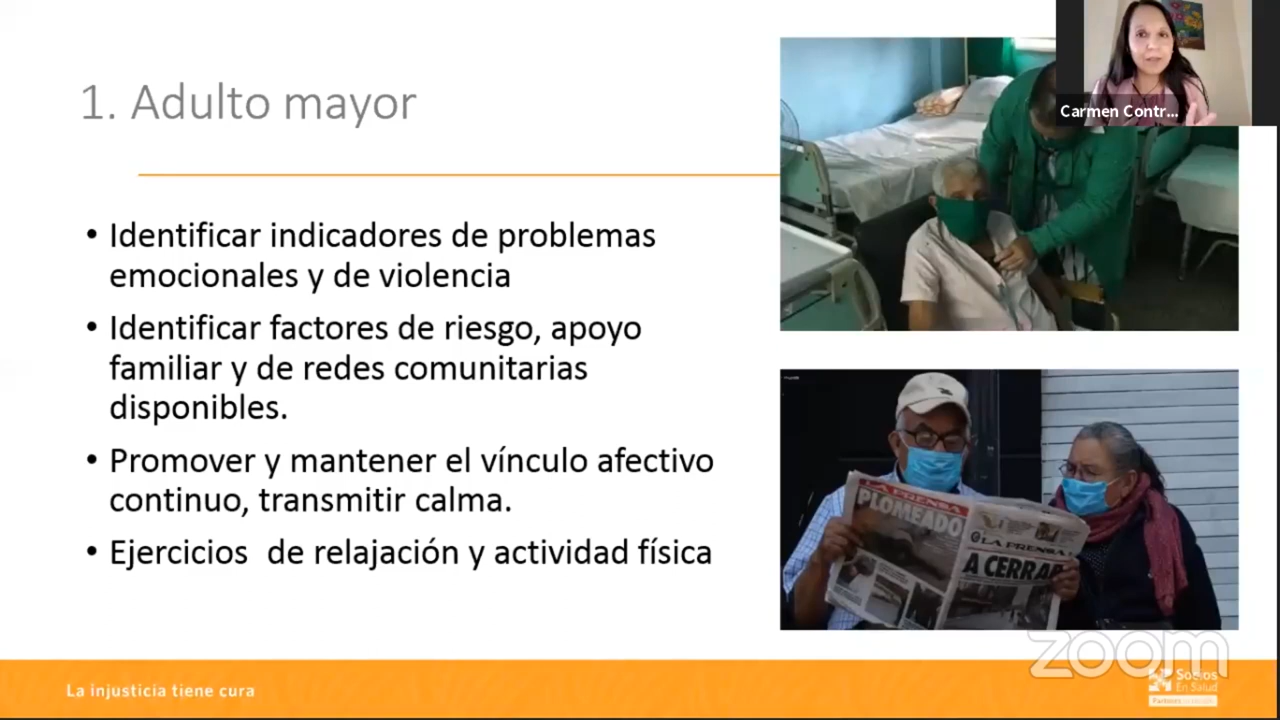 1. Adulto mayor
Carmen Contr...
• Identificar indicadores de problemas
emocionales y de violencia
• Identificar factores de riesgo, apoyo
familiar y de redes comunitarias
disponibles.
• Promover y mantener el vínculo afectivo
continuo, transmitir calma.
• Ejercicios  de relajación y actividad física
LA PRENSA
PLOMEADO
LA PRENSA
A CERRAR
zoom
La injusticia tiene cura
Socios
En Salud